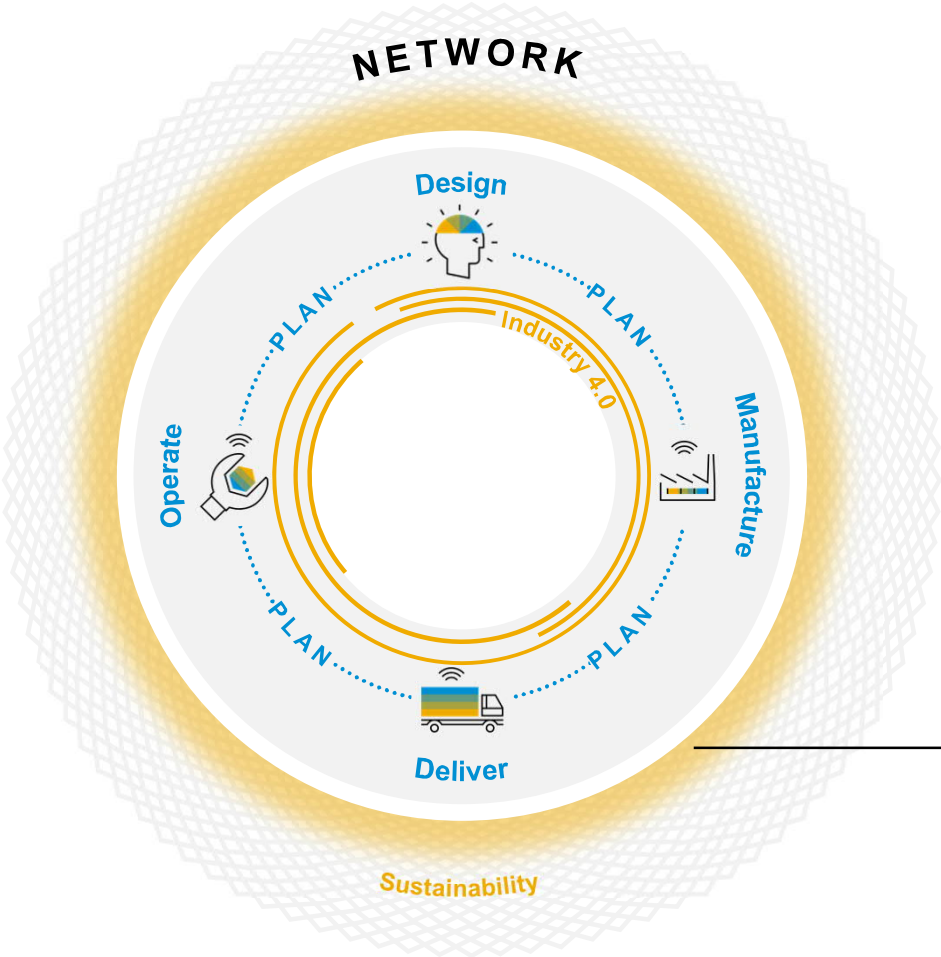 NETWORK
Design
PLAN
PLAN
Industry 4.0
Operate
Manufacture
PLAN
PLAN
Deliver
Sustainability